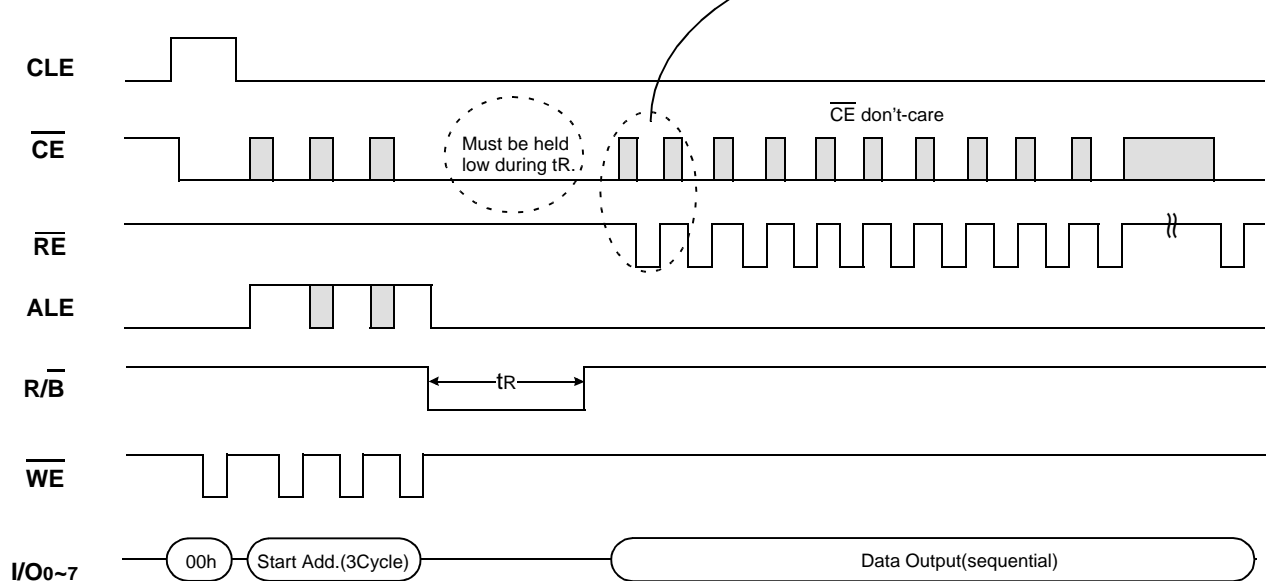 CLE
CE don't-care
CE
Must be held
low during tR.
RE
ALE
R/B
tR
WE
I/O0~7
00h
Start Add.(3Cycle)
Data Output(sequential)